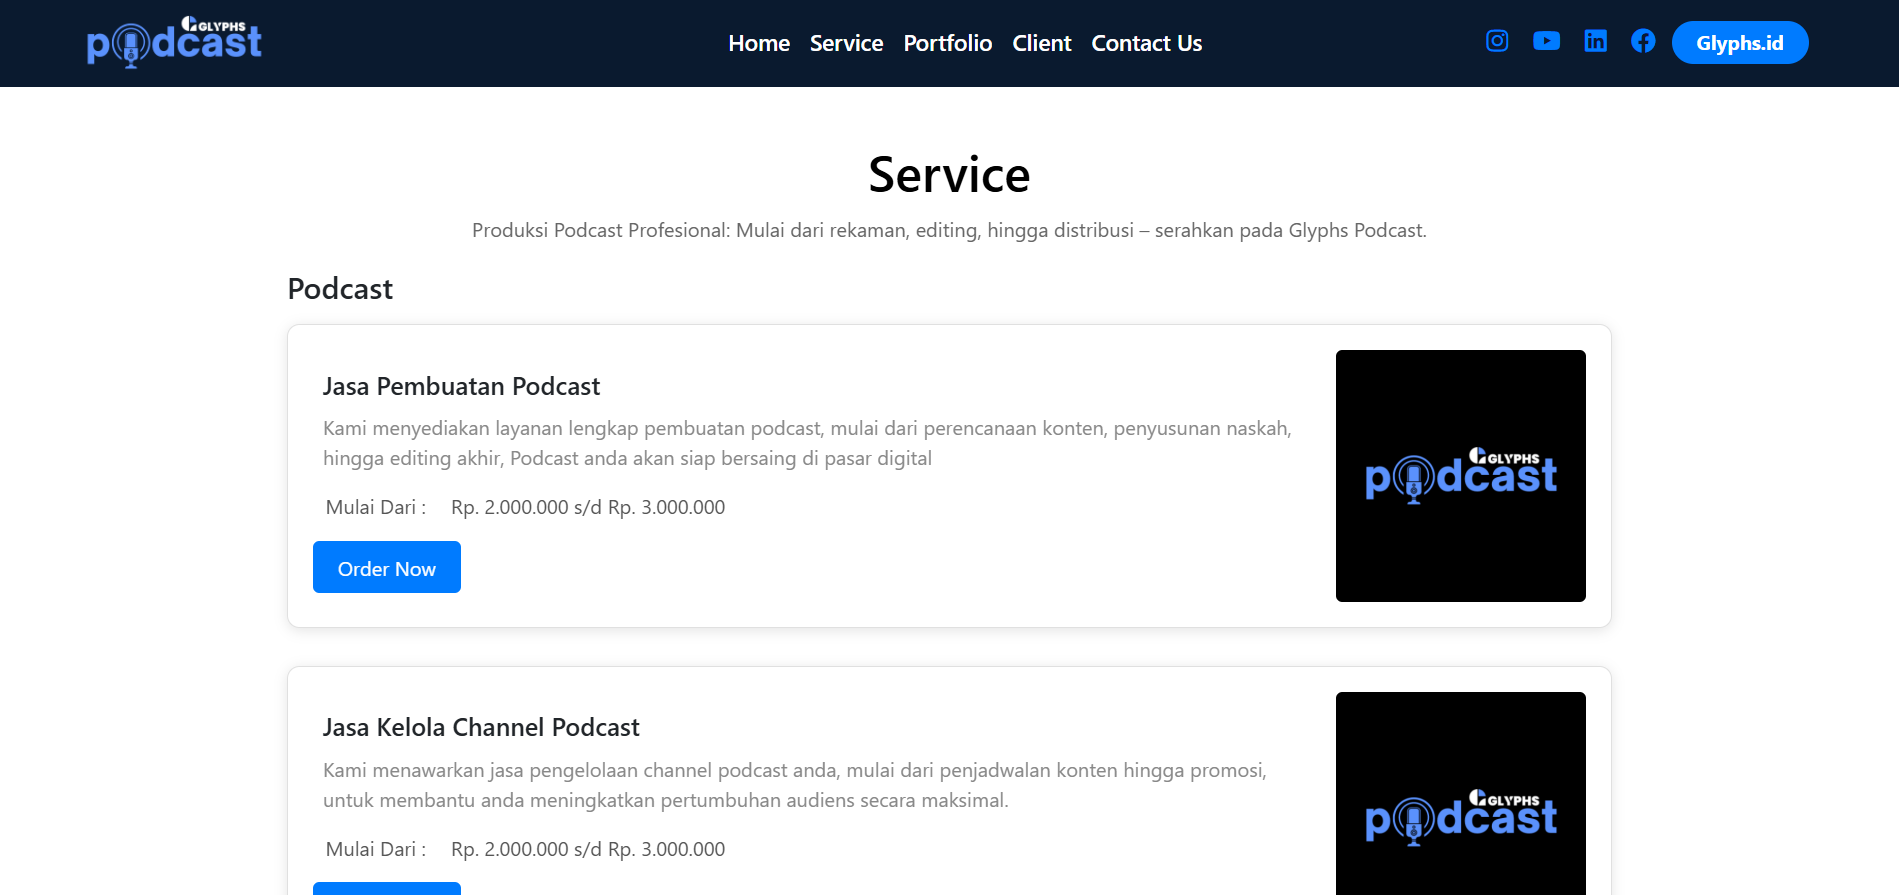 GLYPHS
podcast
Home Service Portfolio Client Contact Us
Glyphs.id
Service
Produksi Podcast Profesional: Mulai dari rekaman, editing, hingga distribusi – serahkan pada Glyphs Podcast.
Podcast
Jasa Pembuatan Podcast
Kami menyediakan layanan lengkap pembuatan podcast, mulai dari perencanaan konten, penyusunan naskah,
hingga editing akhir, Podcast anda akan siap bersaing di pasar digital
Mulai Dari : Rp. 2.000.000 s/d Rp. 3.000.000
Order Now
GLYPHS
podcast
Jasa Kelola Channel Podcast
Kami menawarkan jasa pengelolaan channel podcast anda, mulai dari penjadwalan konten hingga promosi,
untuk membantu anda meningkatkan pertumbuhan audiens secara maksimal.
Mulai Dari : Rp. 2.000.000 s/d Rp. 3.000.000
GLYPHS
podcast